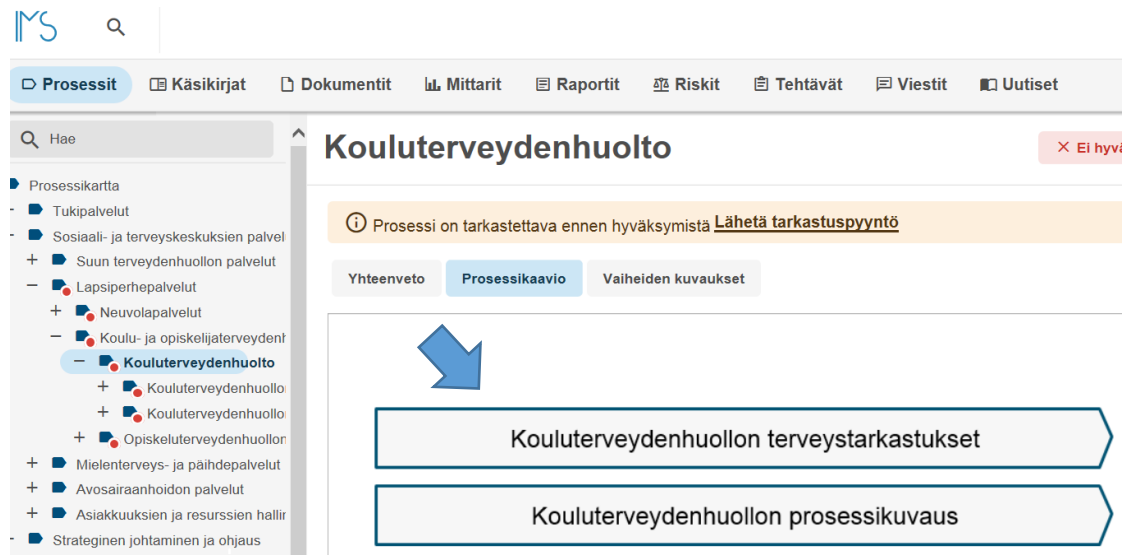 IMS
Prosessit Käsikirjat Dokumentit Mittarit Raportit Riskit Tehtävät Viestit Uutiset
Hae
Prosessikartta
Tukipalvelut
Sosiaali- ja terveyskeskuksien palvel
Suun terveydenhuollon palvelut
Lapsiperhepalvelut
Neuvolapalvelut
Koulu- ja opiskelijaterveydenh
Kouluterveydenhuolto
Kouluterveydenhuollo
Kouluterveydenhuollo
Opiskeluterveydenhuollon
Mielenterveys- ja päihdepalvelut
Avosairaanhoidon palvelut
Asiakkuuksien ja resurssien hallin
Strateginen johtaminen ja ohjaus
Kouluterveydenhuolto
Ei hyvä
Prosessi on tarkastettava ennen hyväksymistä Lähetä tarkastuspyyntö
Yhteenveto Prosessikaavio Vaiheiden kuvaukset
Kouluterveydenhuollon terveystarkastukset
Kouluterveydenhuollon prosessikuvaus